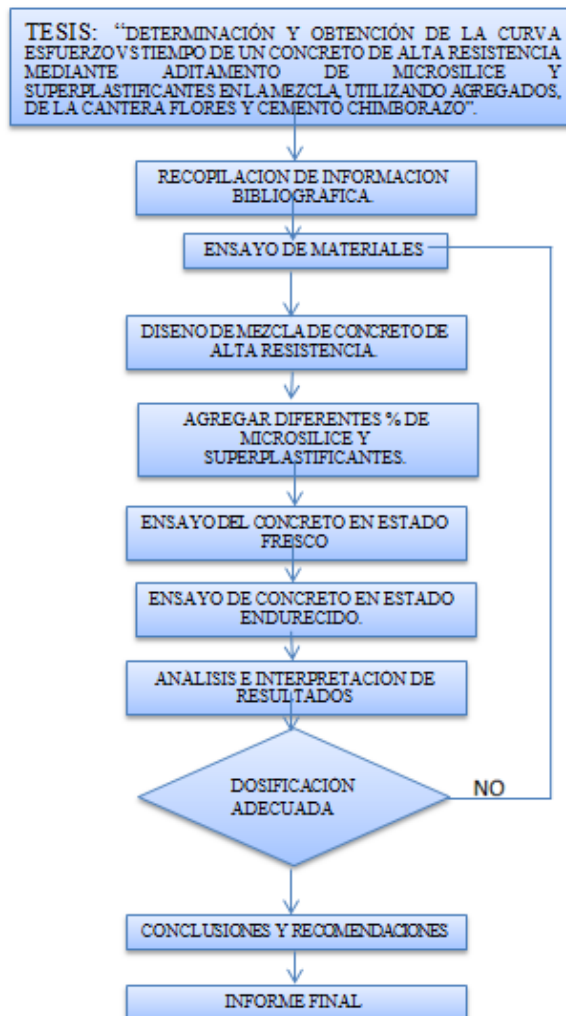 TESIS: “DETERMINACIÓN Y OBTENCIÓN DE LA CURVA
ESFUERZO VS TIEMPO DE UN CONCRETO DE ALTA RESISTENCIA
MEDIANTE ADITAMENTO DE MICROSILICE Y
SUPERPLASTIFICANTES EN LA MEZCLA, UTILIZANDO AGREGADOS,
DE LA CANTERA FLORES Y CEMENTO CHIMBORAZO”.
RECOPILACION DE INFORMACION
BIBLIOGRAFICA.
ENSAYO DE MATERIALES
DISENO DE MEZCLA DE CONCRETO DE
ALTA RESISTENCIA.
AGREGAR DIFERENTES % DE
MICROSILICE Y
SUPERPLASTIFICANTES.
ENSAYO DEL CONCRETO EN ESTADO
FRESCO
ENSAYO DE CONCRETO EN ESTADO
ENDURECIDO.
ANALISIS E INTERPRETACION DE
RESULTADOS
DOSIFICACIÓN
ADECUADA
NO
CONCLUSIONES Y RECOMENDACIONES
INFORME FINAL